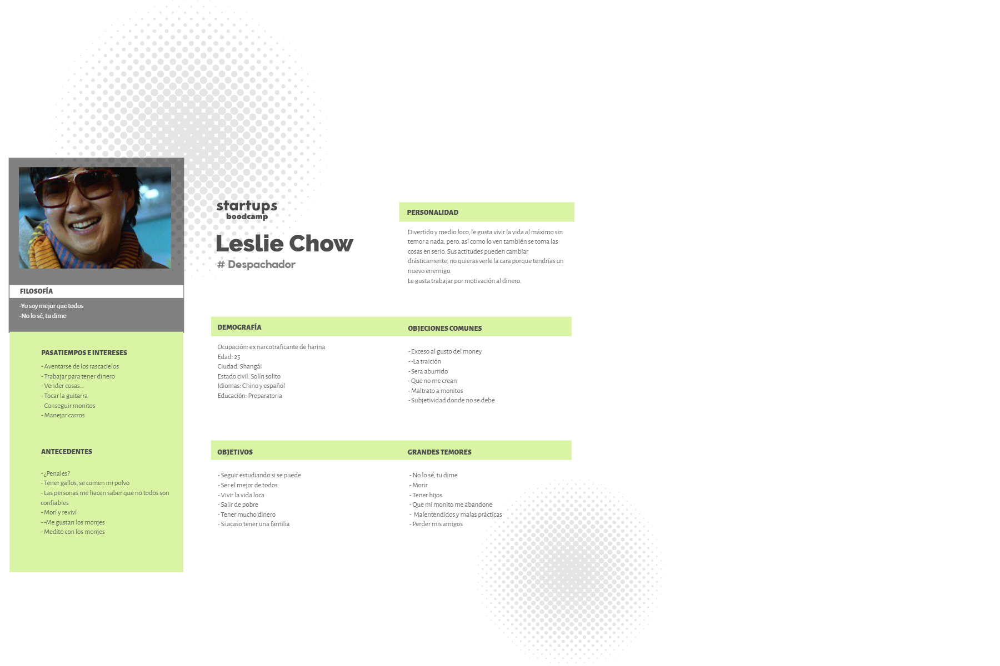 startups
boodcamp
Leslie Chow
# Despachador
FILOSOFÍA
-Yo soy mejor que todos
-No lo sé, tu dime
PASATIEMPOS E INTERESES
- Aventarse de los rascacielos
- Trabajar para tener dinero
- Vender cosas...
- Tocar la guitarra
- Conseguir monitos
- Manejar carros
ANTECEDENTES
- ¿Penales?
- Tener gallos, se comen mi polvo
- Las personas me hacen saber que no todos son
confiables
- Morí y reviví
- -Me gustan los monjes
- Medito con los monjes
PERSONALIDAD
Divertido y medio loco, le gusta vivir la vida al máximo sin
temor a nada, pero, así como lo ven también se toma las
cosas en serio. Sus actitudes pueden cambiar
drásticamente, no quieras verle la cara porque tendrías un
nuevo enemigo.
Le gusta trabajar por motivación al dinero.
DEMOGRAFÍA
Ocupación: ex narcotraficante de harina
Edad: 25
Ciudad: Shangái
Estado civil: Solín solito
Idiomas: Chino y español
Educación: Preparatoria
OBJECIONES COMUNES
- Exceso al gusto del money
- -La traición
- Sera aburrido
- Que no me crean
- Maltrato a monitos
- Subjetividad donde no se debe
OBJETIVOS
- Seguir estudiando si se puede
- Ser el mejor de todos
- Vivir la vida loca
- Salir de pobre
- Tener mucho dinero
- Si acaso tener una familia
GRANDES TEMORES
- No lo sé, tu dime
- Morir
- Tener hijos
- Que mi monito me abandone
- Malentendidos y malas prácticas
- Perder mis amigos